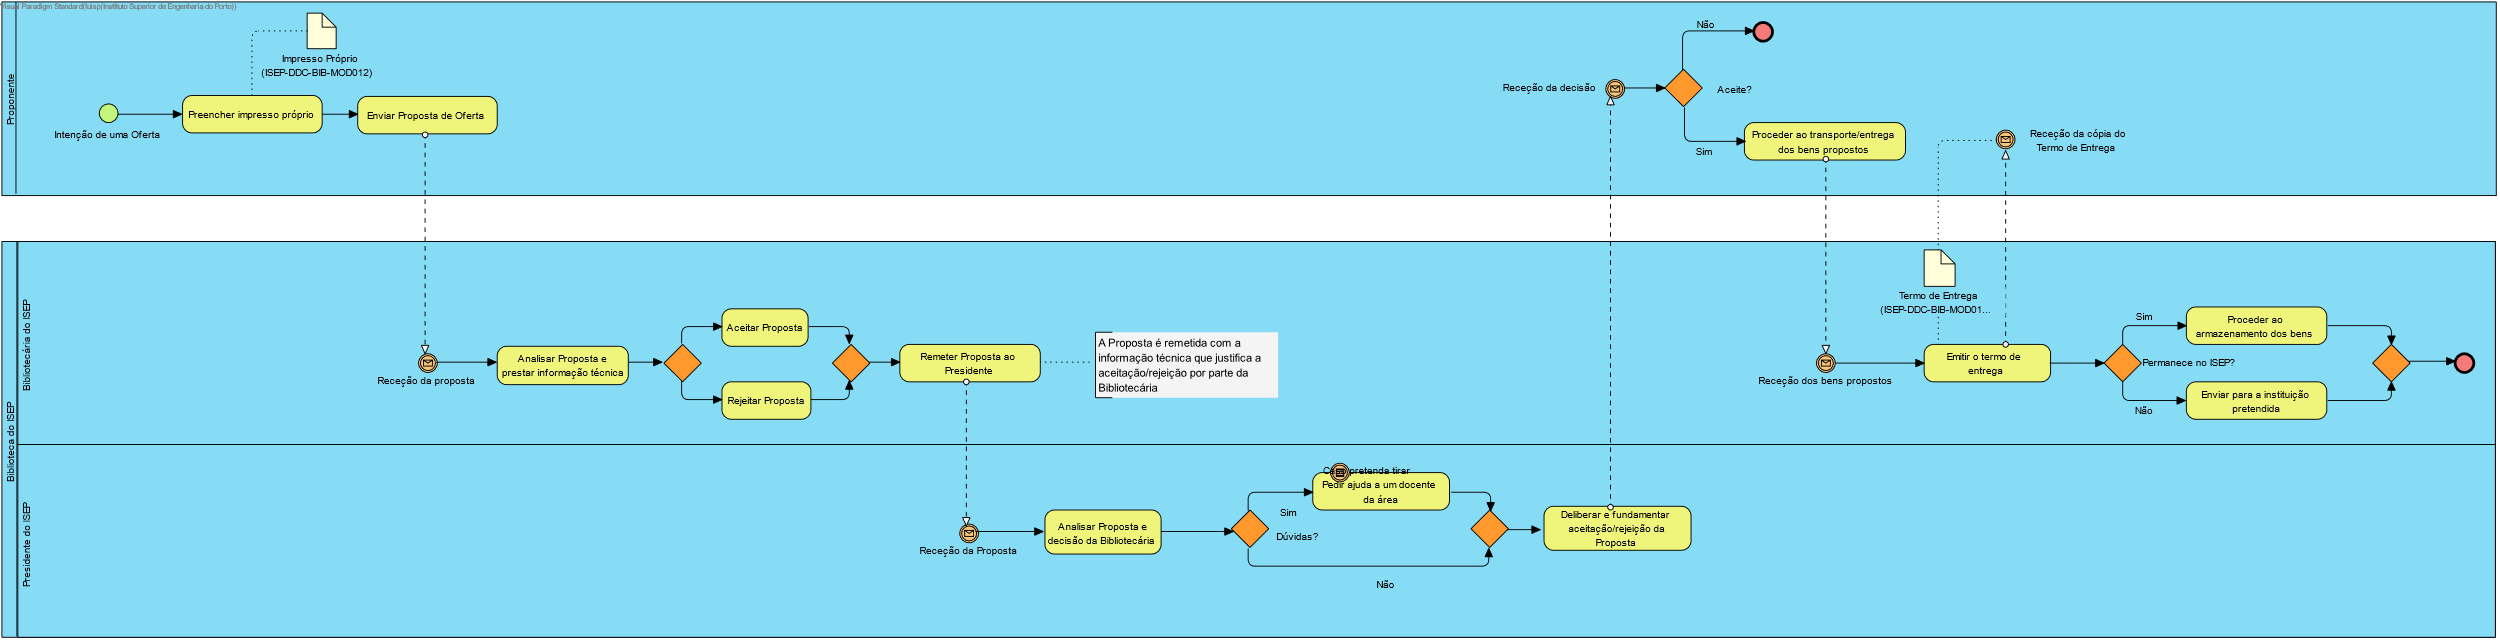 Visual Paradigm Standard(luisp(Instituto Superior de Engenharia do Porto))
Proponente
Impresso Próprio
(ISEP-DDC-BIB-MOD012)
Intenção de uma Oferta
Preencher impresso próprio
Enviar Proposta de Oferta
Receção da decisão
Não
Aceite?
Sim
Proceder ao transporte/entrega
dos bens propostos
Receção da cópia do
Termo de Entrega
Biblioteca do ISEP
Bibliotecária do ISEP
Receção da proposta
Analisar Proposta e
prestar informação técnica
Aceitar Proposta
Rejeitar Proposta
Remeter Proposta ao
Presidente
A Proposta é remetida com a
informação técnica que justifica a
aceitação/rejeição por parte da
Bibliotecária
Receção dos bens propostos
Termo de Entrega
(ISEP-DDC-BIB-MOD01...
Emitir o termo de
entrega
Sim
Permanece no ISEP?
Não
Proceder ao
armazenamento dos bens
Enviar para a instituição
pretendida
Presidente do ISEP
Receção da Proposta
Analisar Proposta e
decisão da Bibliotecária
Sim
Dúvidas?
Não
pretenda tirar
Pedir ajuda a um docente
da área
Deliberar e fundamentar
aceitação/rejeição da
Proposta